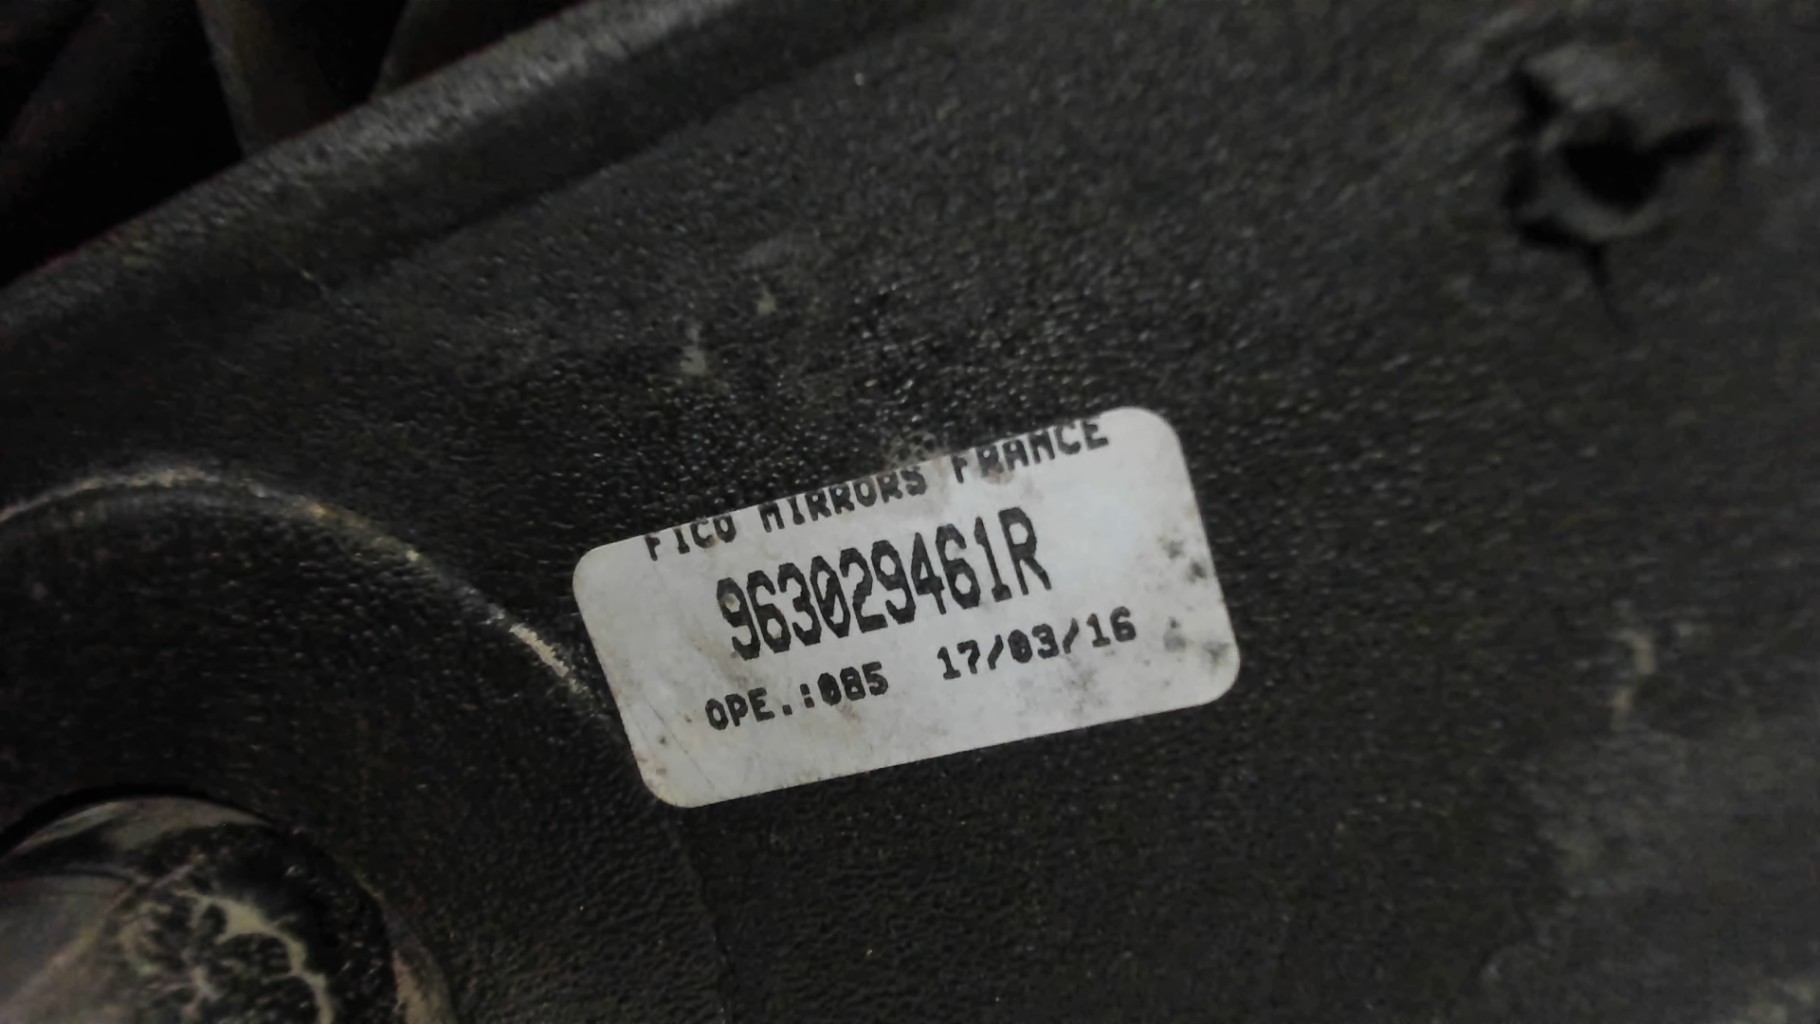 FICO MIRRORS FRANCE
963029461R
OPE.:085 17/03/16